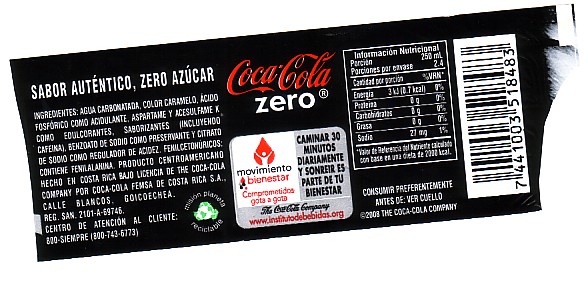 SABOR AUTÉNTICO, ZERO AZÚCAR
INGREDIENTES: AGUA CARBONATADA, COLOR CARAMELO, ÁCIDO
FOSFÓRICO COMO ACIDULANTE, ASPARTAME Y ACESULFAME K
COMO EDULCORANTES, SABORIZANTES (INCLUYENDO
CAFEÍNA), BENZOATO DE SODIO COMO PRESERVANTE Y CITRATO
DE SODIO COMO REGULADOR DE ACIDEZ. FENILCETONÚRICOS:
CONTIENE FENILALANINA. PRODUCTO CENTROAMERICANO
HECHO EN COSTA RICA BAJO LICENCIA DE THE COCA-COLA
COMPANY POR COCA-COLA FEMSA DE COSTA RICA S.A.,
CALLE BLANCOS, GOICOECHEA.
REG. SAN. 2101-A-69746.
CENTRO DE ATENCIÓN AL CLIENTE:
800-SIEMPRE (800-743-6773)
misión planeta
reciclable
Coca-Cola
zero®
movimiento
bienestar
Comprometidos
gota a gota
CAMINAR 30
MINUTOS
DIARIAMENTE
Y SONREIR ES
PARTE DE TU
BIENESTAR
The Coca-Cola Company
www.institutodebebidas.org
Información Nutricional
Porción 250 mL
Porciones por envase 2.4
Cantidad por porción %VRN*
Energía 3 kJ (0.7 kcal) 0%
Proteína 0 g 0%
Carbohidratos 0 g 0%
Grasa 0 g 0%
Sodio 27 mg 1%
*Valor de Referencia del Nutriente calculado
con base en una dieta de 2000 kcal.
CONSUMIR PREFERENTEMENTE
ANTES DE: VER CUELLO
©2008 THE COCA-COLA COMPANY
7441003518483